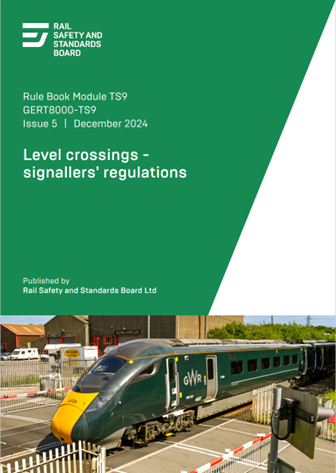 RAIL
SAFETY AND
STANDARDS
BOARD
Rule Book Module TS9
GERT8000-TS9
Issue 5 | December 2024
Level crossings -
signallers' regulations
Published by
Rail Safety and Standards Board Ltd
GWR